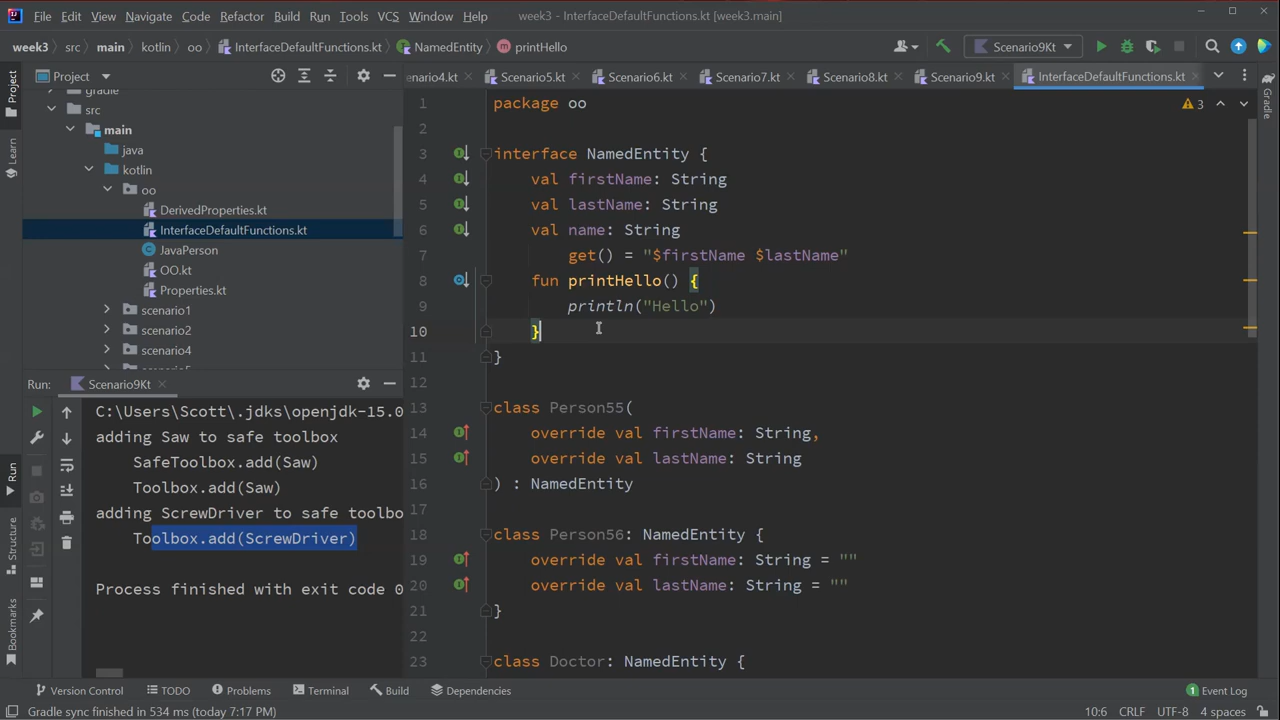 File Edit View Navigate Code Refactor Build Run Tools VCS Window Help week3 - InterfaceDefaultFunctions.kt [week3.main]
week3 src main kotlin oo InterfaceDefaultFunctions.kt NamedEntity printHello Scenario9Kt
Project
enario4.kt Scenario5.kt Scenario6.kt Scenario7.kt Scenario8.kt Scenario9.kt InterfaceDefaultFunctions.kt
Project
Learn
Gradle
gradle
src
main
java
kotlin
oo
DerivedProperties.kt
InterfaceDefaultFunctions.kt
JavaPerson
OO.kt
Properties.kt
scenario1
scenario2
scenario4
3
1 package oo
2
3 interface NamedEntity {
4 val firstName: String
5 val lastName: String
6 val name: String
7 get() = "$firstName $lastName"
8 fun printHello() {
9 println("Hello")
10 }
11 }
12
13 class Person55(
14 override val firstName: String,
15 override val lastName: String
16 ) : NamedEntity
17
18 class Person56: NamedEntity {
19 override val firstName: String = ""
20 override val lastName: String = ""
21 }
22
23 class Doctor: NamedEntity {
Run: Scenario9Kt
C:\Users\Scott\.jdks\openjdk-15.0
adding Saw to safe toolbox
SafeToolbox.add(Saw)
Toolbox.add(Saw)
adding ScrewDriver to safe toolbo
Toolbox.add(ScrewDriver)
Process finished with exit code 0
Run
Structure
Bookmarks
Version Control TODO Problems Terminal Build Dependencies 1 Event Log
Gradle sync finished in 534 ms (today 7:17 PM) 10:6 CRLF UTF-8 4 spaces